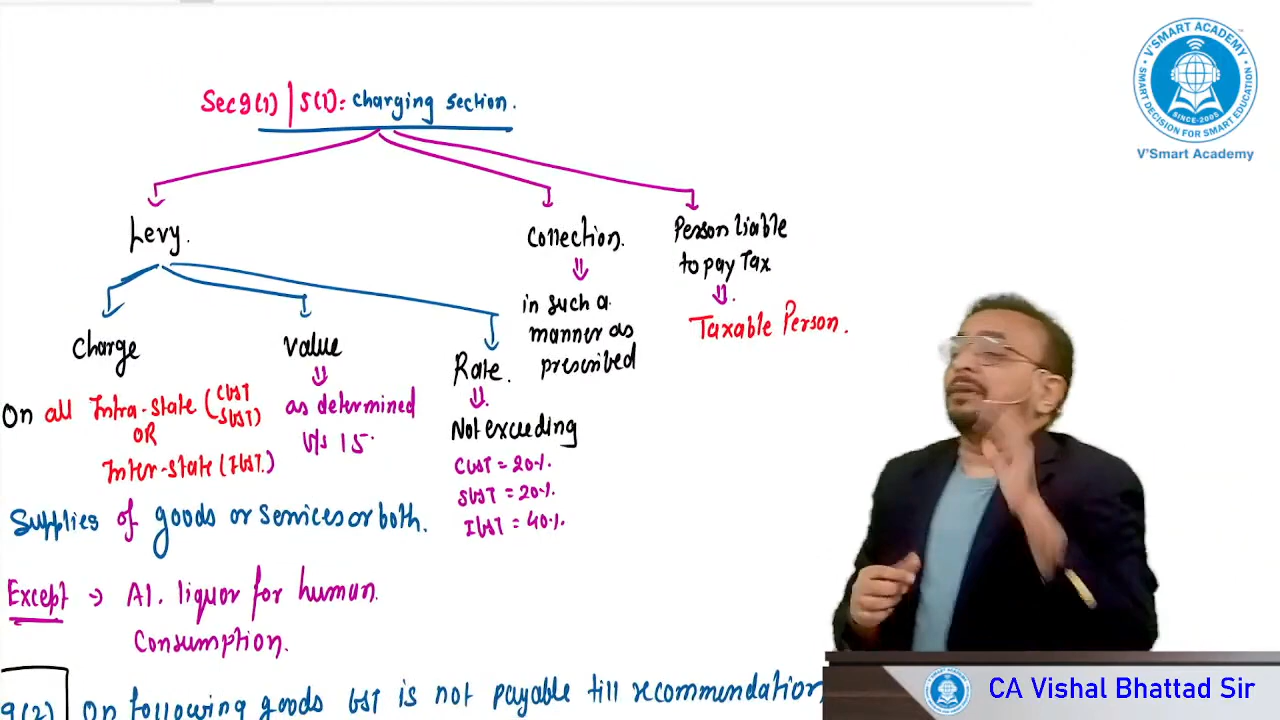 Sec 9(1) | 5(1): charging section.
Levy.
Collection.
Person liable
to pay Tax
in such a
manner as
prescribed
Taxable Person.
Charge
Value
Rate.
On all Intra-state (CGST
SGST)
OR
Inter-state (IGST.)
as determined
U/s 15.
Not exceeding
CGST = 20%.
SGST = 20%.
IGST = 40%.
Supplies of goods or services or both.
Except → Al. liquor for human
Consumption.
9(2) On following goods GST is not payable till recommendation
V'SMART ACADEMY
SMART DECISION FOR SMART EDUCATION
SINCE-2005
V'Smart Academy
CA Vishal Bhattad Sir